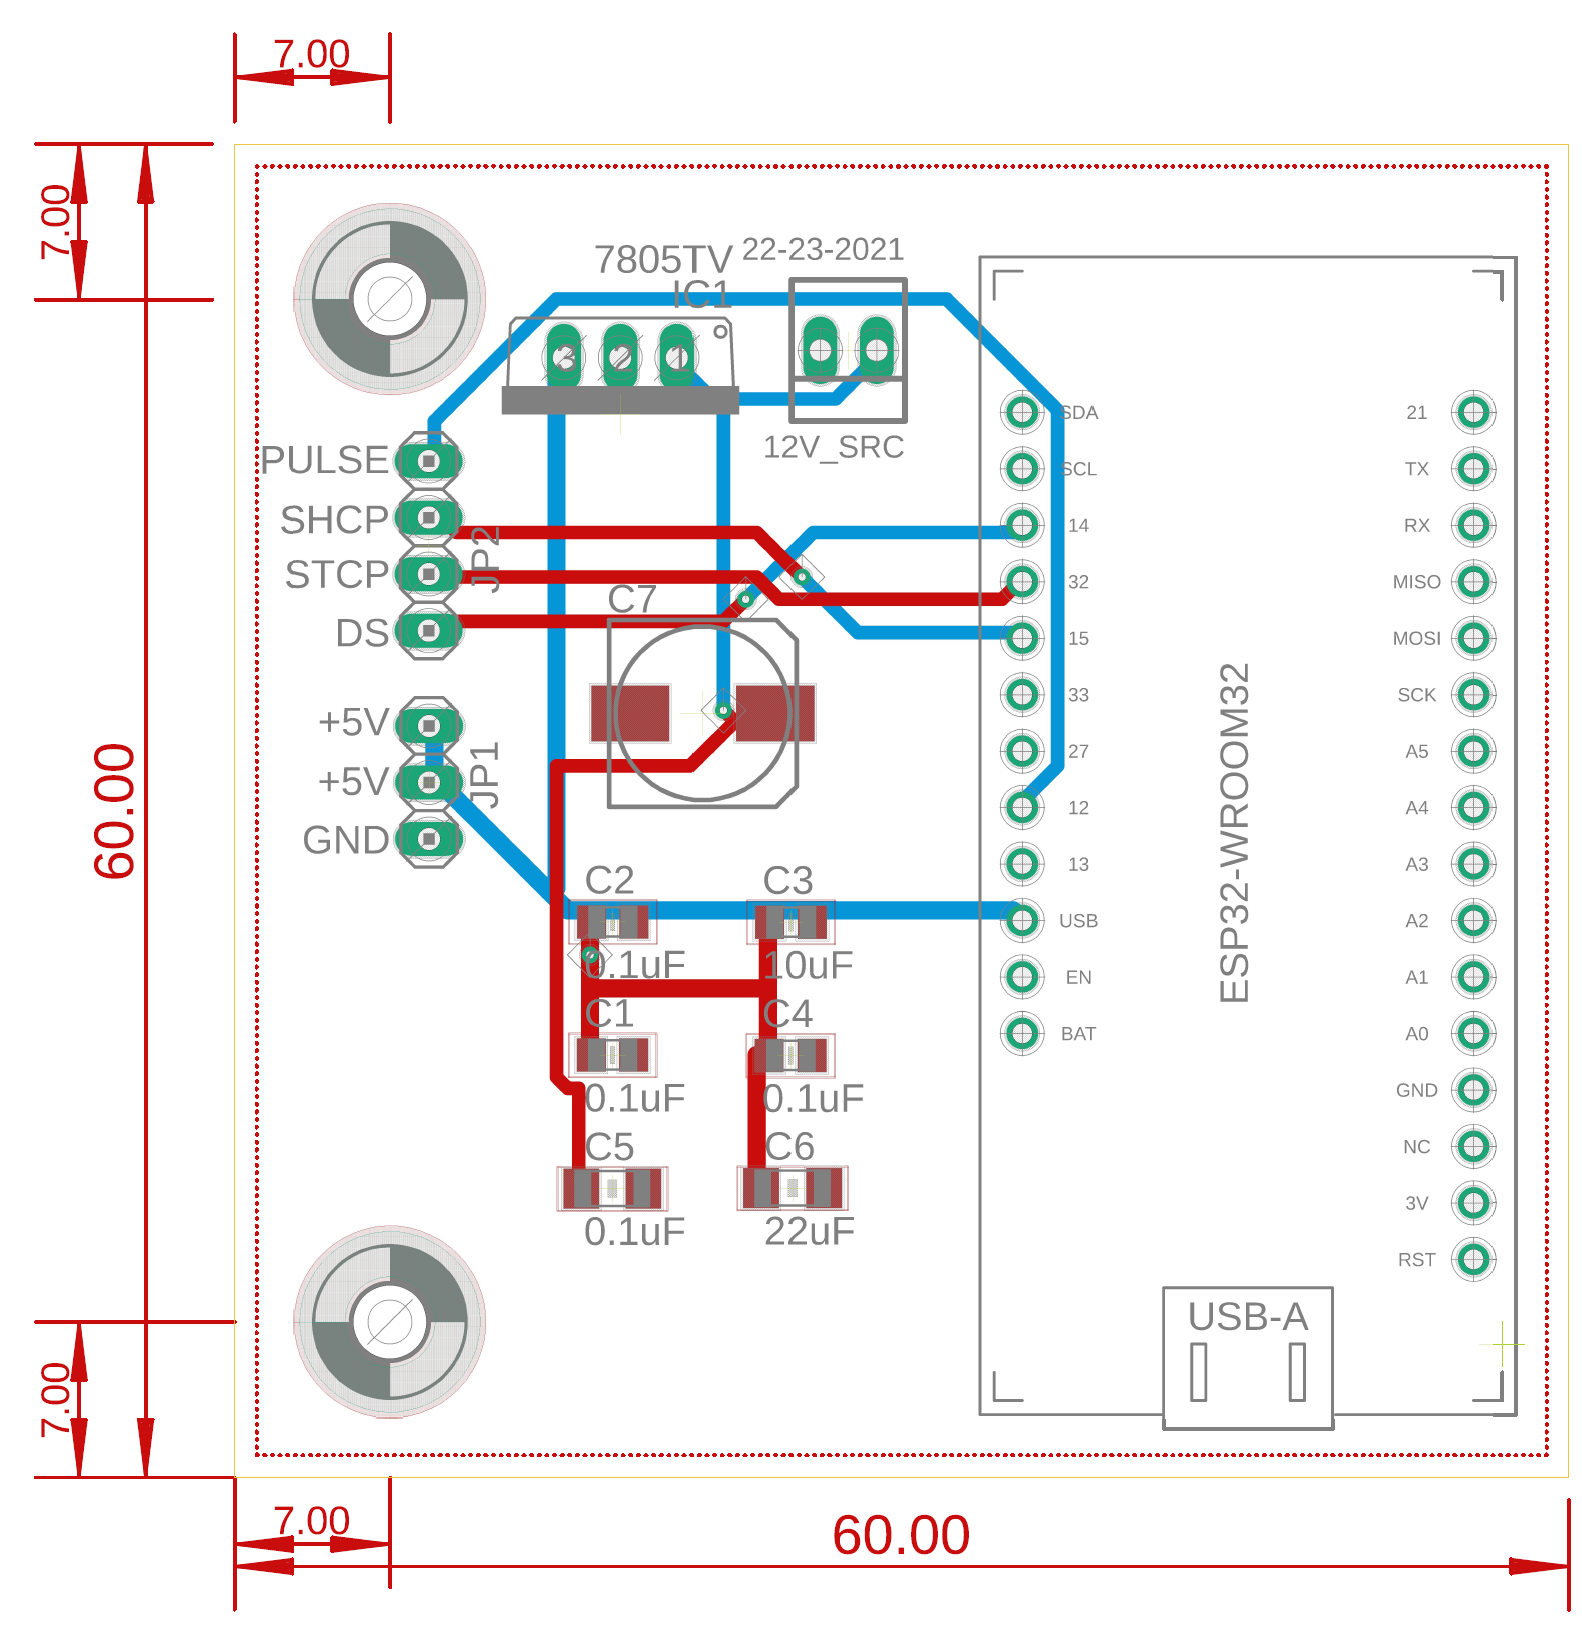 7.00
7.00
7805TV
22-23-2021
IC1
3
2
1
12V_SRC
PULSE
SHCP
STCP
DS
JP2
+5V
+5V
GND
JP1
C7
60.00
C2
0.1uF
C3
10uF
C1
0.1uF
C4
0.1uF
C5
0.1uF
C6
22uF
SDA
SCL
14
32
15
33
27
12
13
USB
EN
BAT
ESP32-WROOM32
21
TX
RX
MISO
MOSI
SCK
A5
A4
A3
A2
A1
A0
GND
NC
3V
RST
USB-A
7.00
7.00
60.00